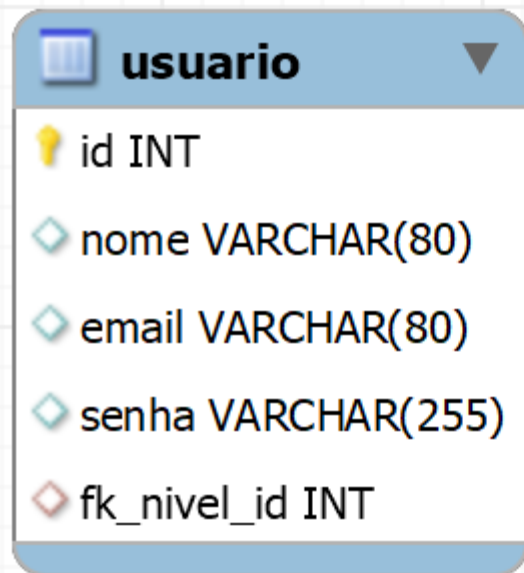 usuario
id INT
nome VARCHAR(80)
email VARCHAR(80)
senha VARCHAR(255)
fk_nivel_id INT